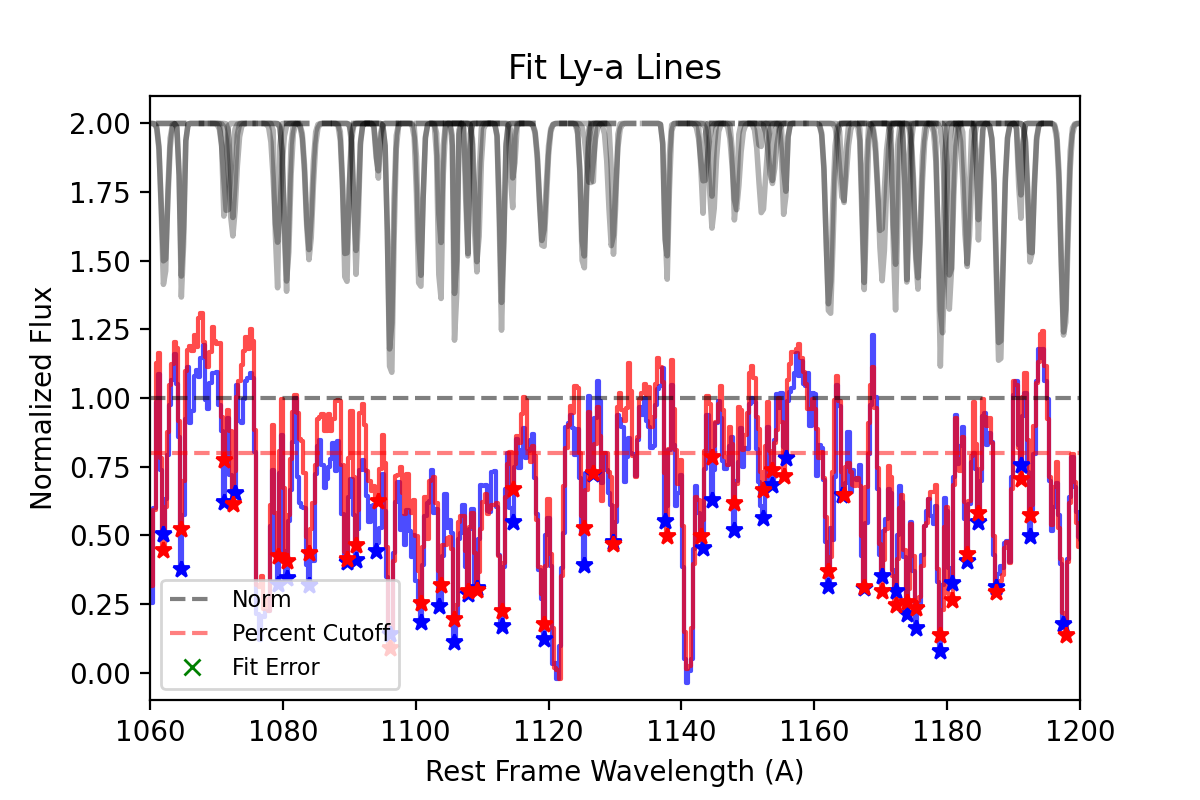 Fit Ly-a Lines
Normalized Flux
2.00
1.75
1.50
1.25
1.00
0.75
0.50
0.25
0.00
Norm
Percent Cutoff
Fit Error
1060 1080 1100 1120 1140 1160 1180 1200
Rest Frame Wavelength (A)